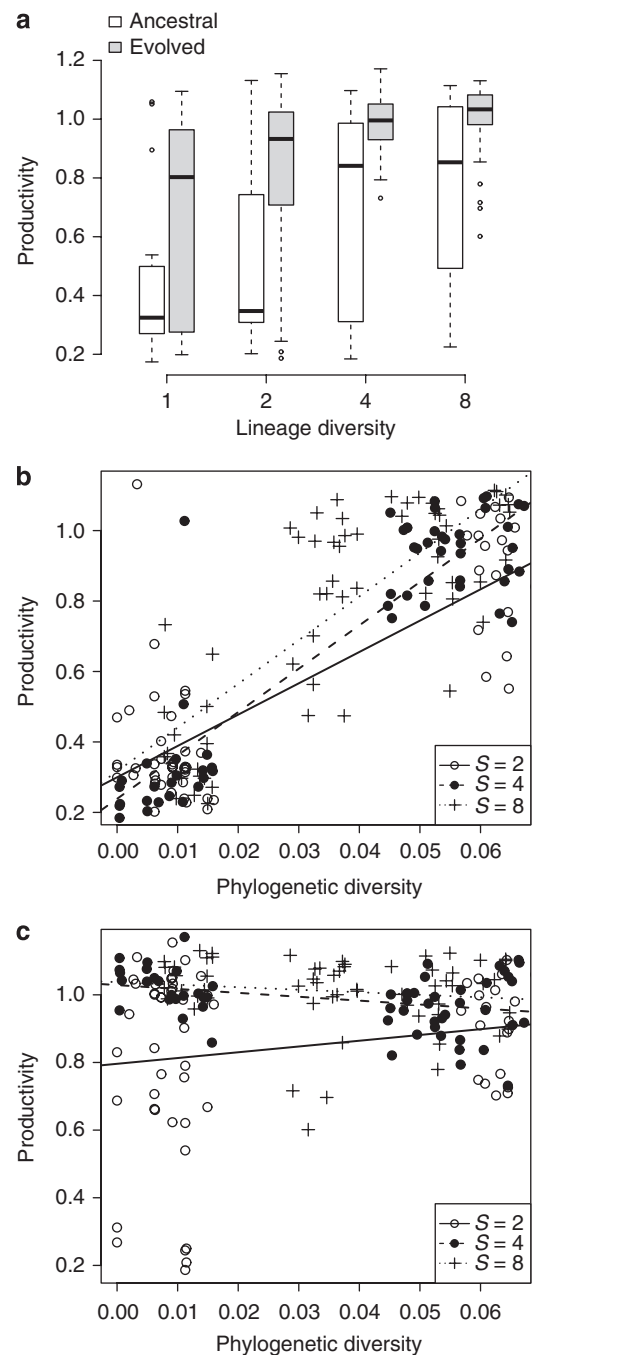 a
Ancestral
Evolved
1.2
1.0
0.8
0.6
0.4
0.2
Productivity
1 2 4 8
Lineage diversity
b
1.0
0.8
0.6
0.4
0.2
Productivity
S = 2
S = 4
S = 8
0.00 0.01 0.02 0.03 0.04 0.05 0.06
Phylogenetic diversity
c
1.0
0.8
0.6
0.4
0.2
Productivity
S = 2
S = 4
S = 8
0.00 0.01 0.02 0.03 0.04 0.05 0.06
Phylogenetic diversity